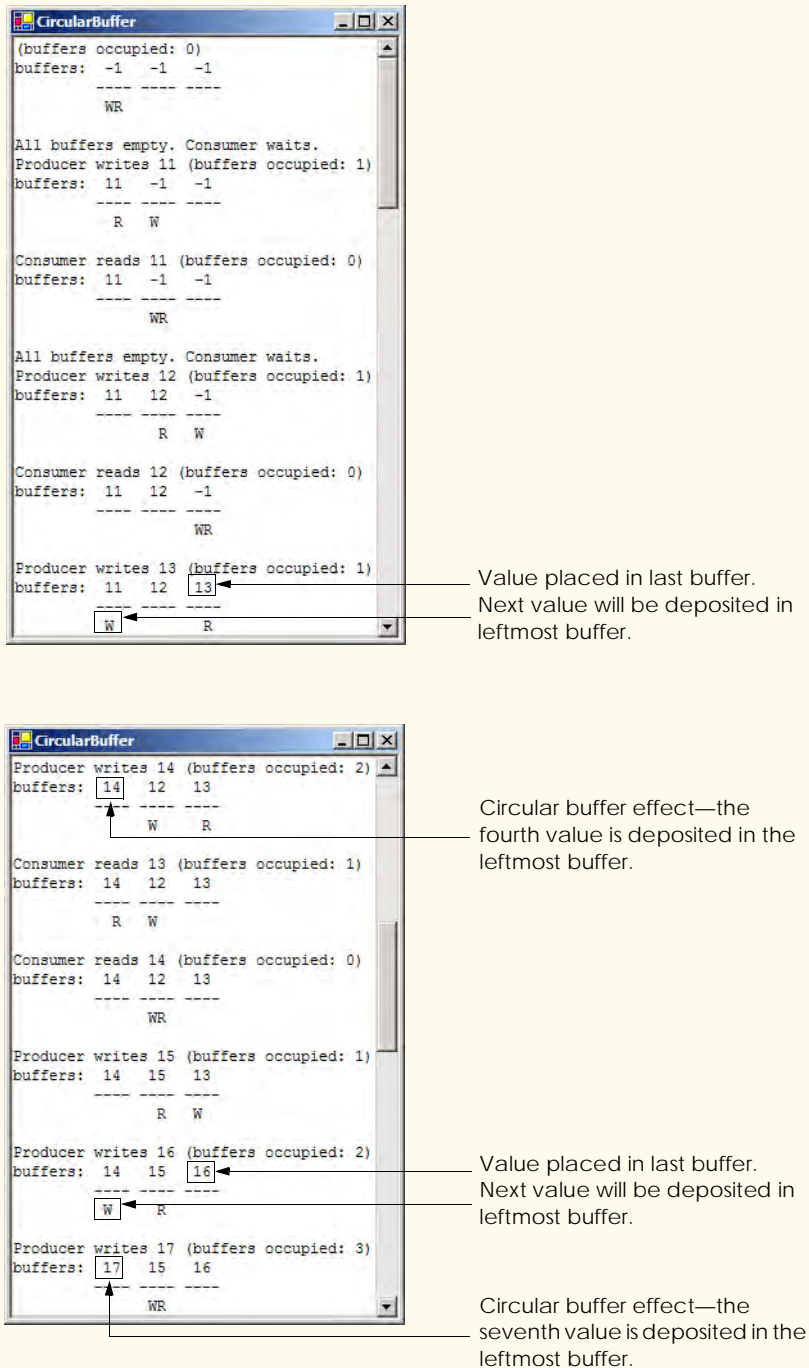 CircularBuffer
(buffers occupied: 0)
buffers: -1 -1 -1
---- ---- ----
WR
All buffers empty. Consumer waits.
Producer writes 11 (buffers occupied: 1)
buffers: 11 -1 -1
---- ---- ----
R W
Consumer reads 11 (buffers occupied: 0)
buffers: 11 -1 -1
---- ---- ----
WR
All buffers empty. Consumer waits.
Producer writes 12 (buffers occupied: 1)
buffers: 11 12 -1
---- ---- ----
R W
Consumer reads 12 (buffers occupied: 0)
buffers: 11 12 -1
---- ---- ----
WR
Producer writes 13 (buffers occupied: 1)
buffers: 11 12 13
---- ---- ----
W R
Value placed in last buffer.
Next value will be deposited in
leftmost buffer.
CircularBuffer
Producer writes 14 (buffers occupied: 2)
buffers: 14 12 13
---- ---- ----
W R
Circular buffer effect—the
fourth value is deposited in the
leftmost buffer.
Consumer reads 13 (buffers occupied: 1)
buffers: 14 12 13
---- ---- ----
R W
Consumer reads 14 (buffers occupied: 0)
buffers: 14 12 13
---- ---- ----
WR
Producer writes 15 (buffers occupied: 1)
buffers: 14 15 13
---- ---- ----
R W
Producer writes 16 (buffers occupied: 2)
buffers: 14 15 16
---- ---- ----
W R
Value placed in last buffer.
Next value will be deposited in
leftmost buffer.
Producer writes 17 (buffers occupied: 3)
buffers: 17 15 16
---- ---- ----
WR
Circular buffer effect—the
seventh value is deposited in the
leftmost buffer.